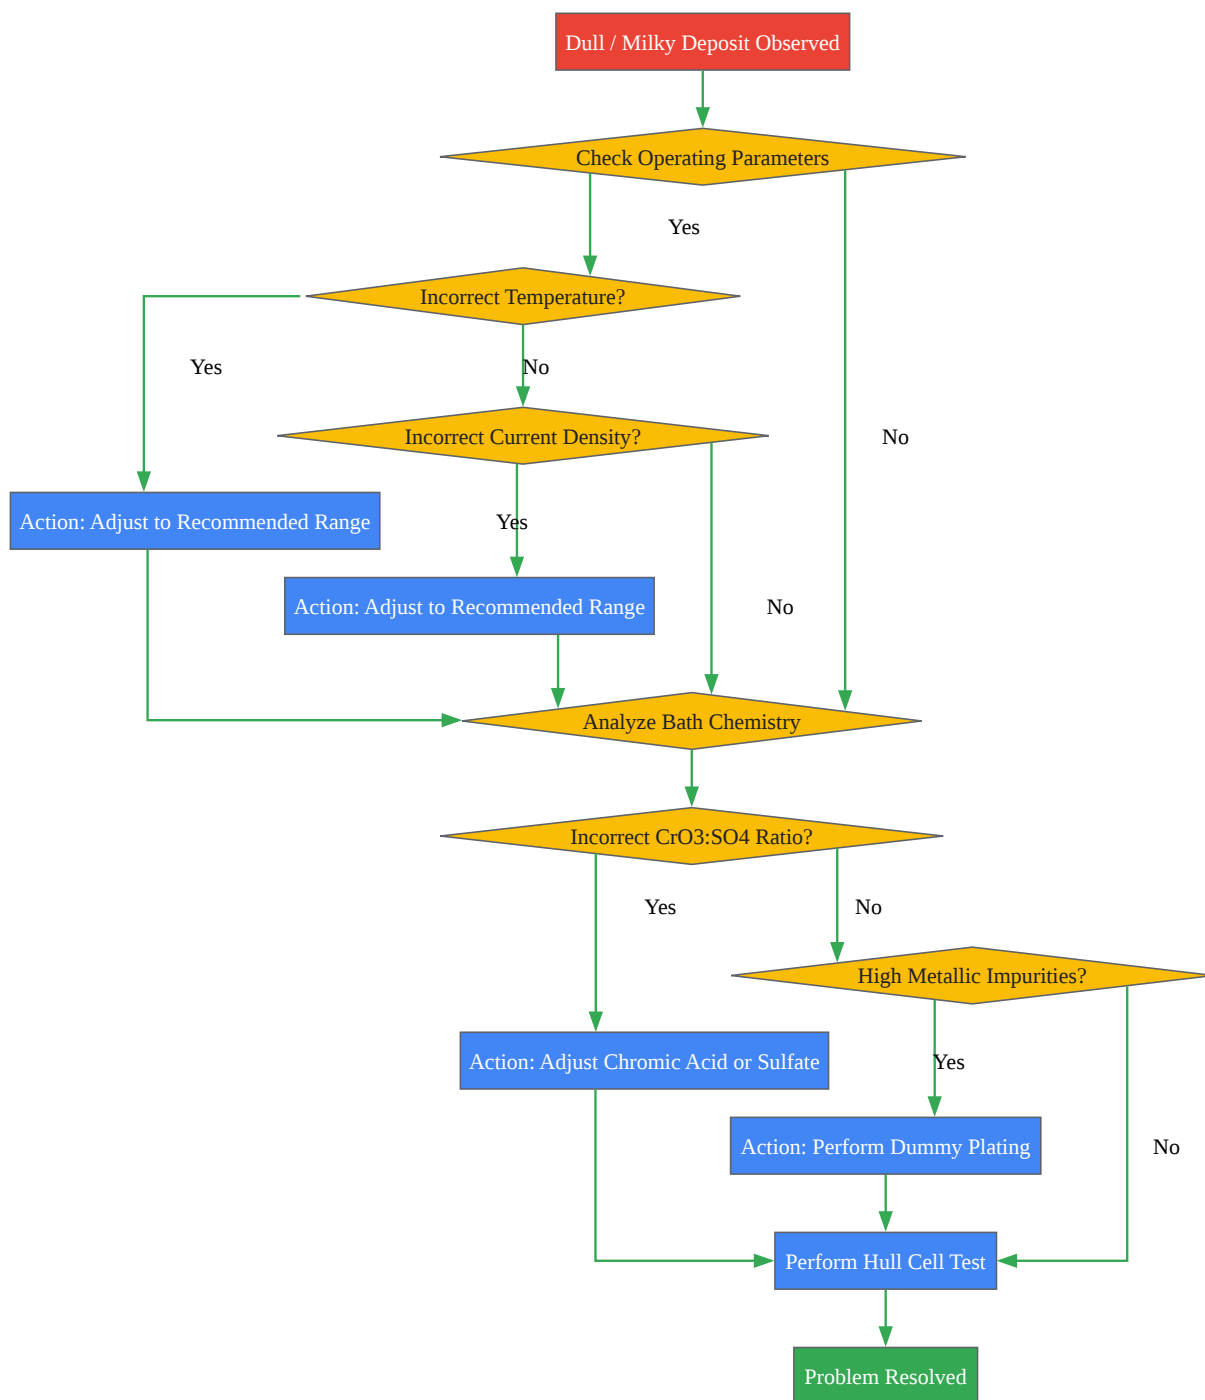 Dull / Milky Deposit Observed
Check Operating Parameters
Yes
Incorrect Temperature?
Yes
No
Incorrect Current Density?
No
Action: Adjust to Recommended Range
Yes
Action: Adjust to Recommended Range
No
Analyze Bath Chemistry
Incorrect CrO3:SO4 Ratio?
Yes
No
High Metallic Impurities?
Action: Adjust Chromic Acid or Sulfate
Yes
Action: Perform Dummy Plating
No
Perform Hull Cell Test
Problem Resolved